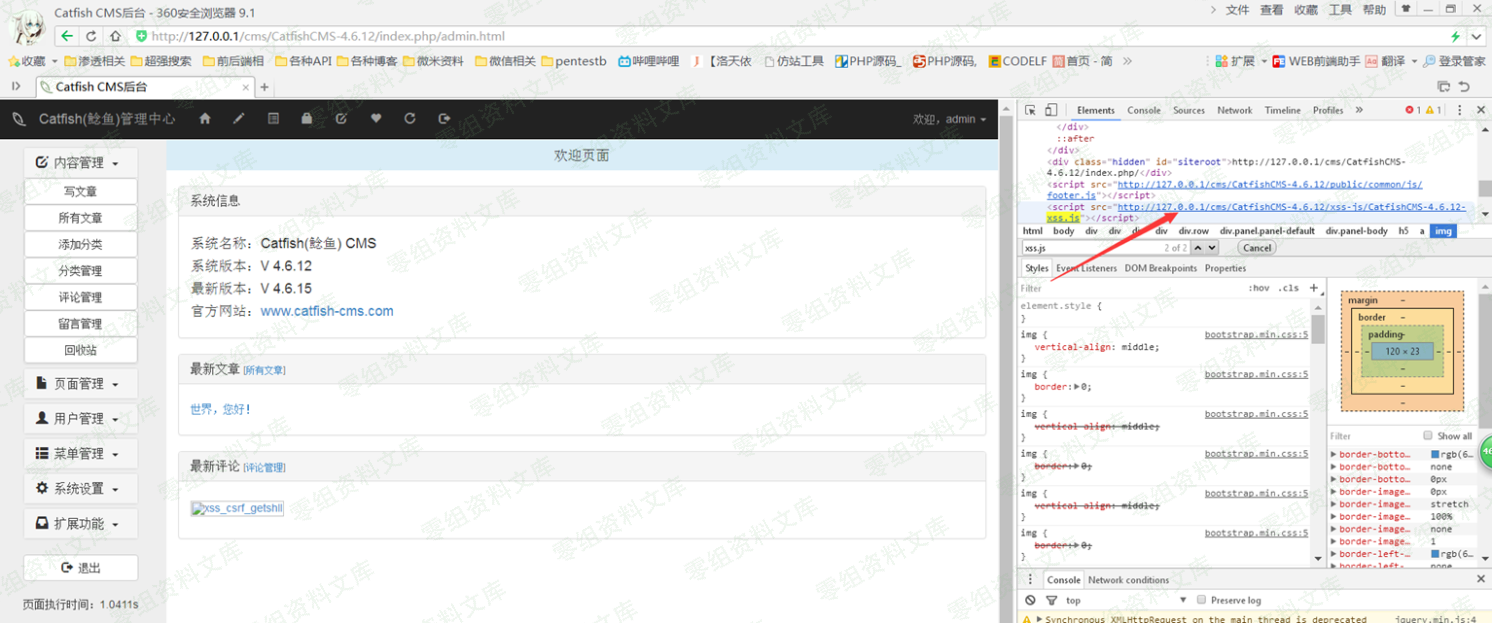 Catfish CMS后台 - 360安全浏览器 9.1
文件 查看 收藏 工具 帮助
http://127.0.0.1/cms/CatfishCMS-4.6.12/index.php/admin.html
收藏 渗透相关 超强搜索 前后端相 各种API 各种博客 微米资料 微信相关 pentestb 哔哩哔哩 【洛天依 仿站工具 PHP源码_ PHP源码, CODELF 首页 - 简 » 扩展 WEB前端助手 翻译 登录管家
Catfish CMS后台
Catfish(鲶鱼)管理中心
欢迎，admin
欢迎页面
内容管理
写文章
所有文章
添加分类
分类管理
评论管理
留言管理
回收站
页面管理
用户管理
菜单管理
系统设置
扩展功能
退出
页面执行时间：1.0411s
系统信息
系统名称：Catfish(鲶鱼) CMS
系统版本：V 4.6.12
最新版本：V 4.6.15
官方网站：www.catfish-cms.com
最新文章 [所有文章]
世界，您好！
最新评论 [评论管理]
xss_csrf_getshll
Elements Console Sources Network Timeline Profiles » 1 1
</div>
::after
</div>
<div class="hidden" id="siteroot">http://127.0.0.1/cms/CatfishCMS-
4.6.12/index.php/</div>
<script src="http://127.0.0.1/cms/CatfishCMS-4.6.12/public/common/js/
footer.js"></script>
<script src="http://127.0.0.1/cms/CatfishCMS-4.6.12/xss-js/CatfishCMS-4.6.12-
xss.js"></script>
html body div div div div div.row div.panel.panel-default div.panel-body h5 a img
xss.js 2 of 2 Cancel
Styles Event Listeners DOM Breakpoints Properties
Filter :hov .cls +
element.style {
}
img { bootstrap.min.css:5
vertical-align: middle;
}
img { bootstrap.min.css:5
border:▶0;
}
img { bootstrap.min.css:5
vertical-align: middle;
}
img { bootstrap.min.css:5
border:▶0;
}
img { bootstrap.min.css:5
vertical-align: middle;
}
img { bootstrap.min.css:5
border:▶0;
}
margin -
border -
padding-
120 × 23
Filter Show all
border-botto… rgb(6…
border-botto… none
border-botto… 0px
border-image… 0px
border-image… stretch
border-image… 100%
border-image… none
border-image… 1
border-left-… rgb(6…
border-left-… none
46
Console Network conditions
top Preserve log
Synchronous XMLHttpRequest on the main thread is deprecated jquery.min.js:4
零组资料文库